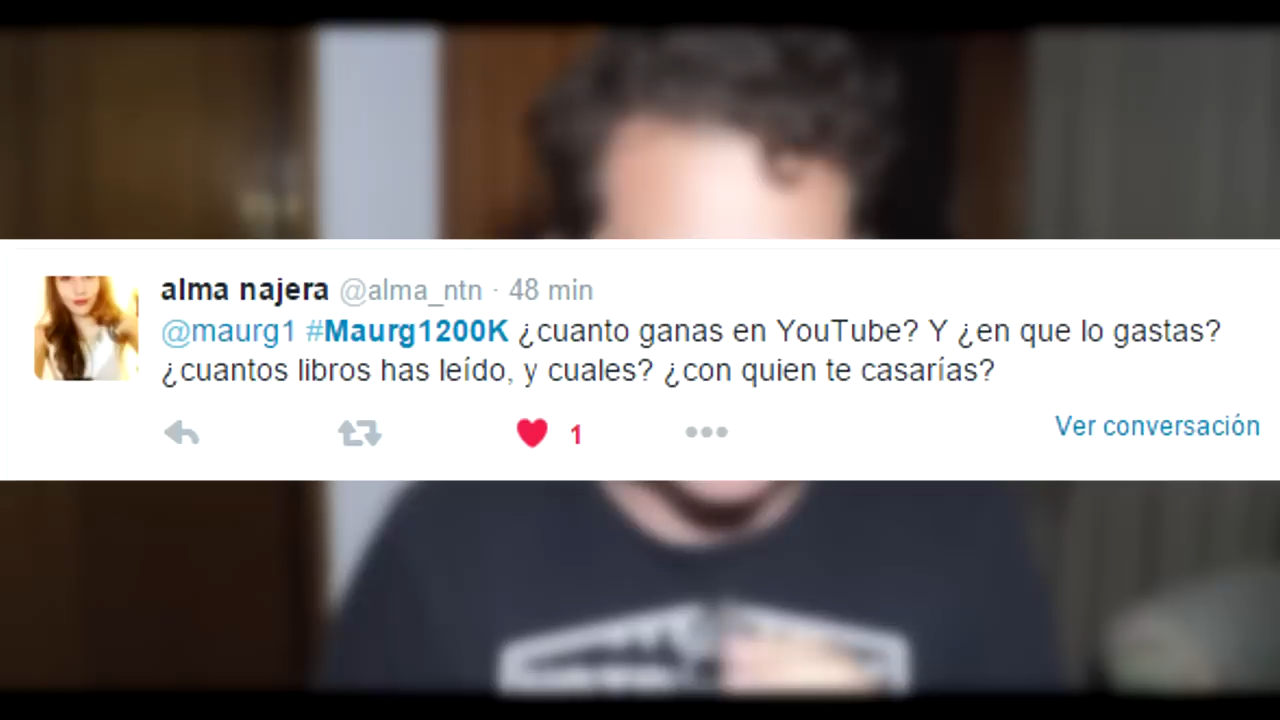 alma najera @alma_ntn · 48 min
@maurg1 #Maurg1200K ¿cuanto ganas en YouTube? Y ¿en que lo gastas?
¿cuantos libros has leído, y cuales? ¿con quien te casarías?
1
Ver conversación